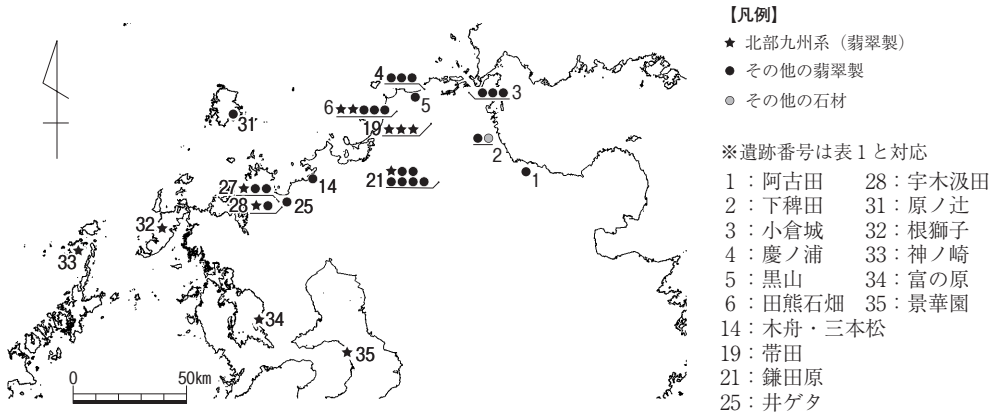 【凡例】
★ 北部九州系（翡翠製）
● その他の翡翠製
● その他の石材
※遺跡番号は表１と対応
1：阿古田
2：下稗田
3：小倉城
4：慶ノ浦
5：黒山
6：田熊石畑
14：木舟・三本松
19：帯田
21：鎌田原
25：井ゲタ
28：宇木汲田
31：原ノ辻
32：根獅子
33：神ノ崎
34：富の原
35：景華園
4
5
3
6
31
19
2
1
21
14
27
28
25
32
33
34
35
0
50km